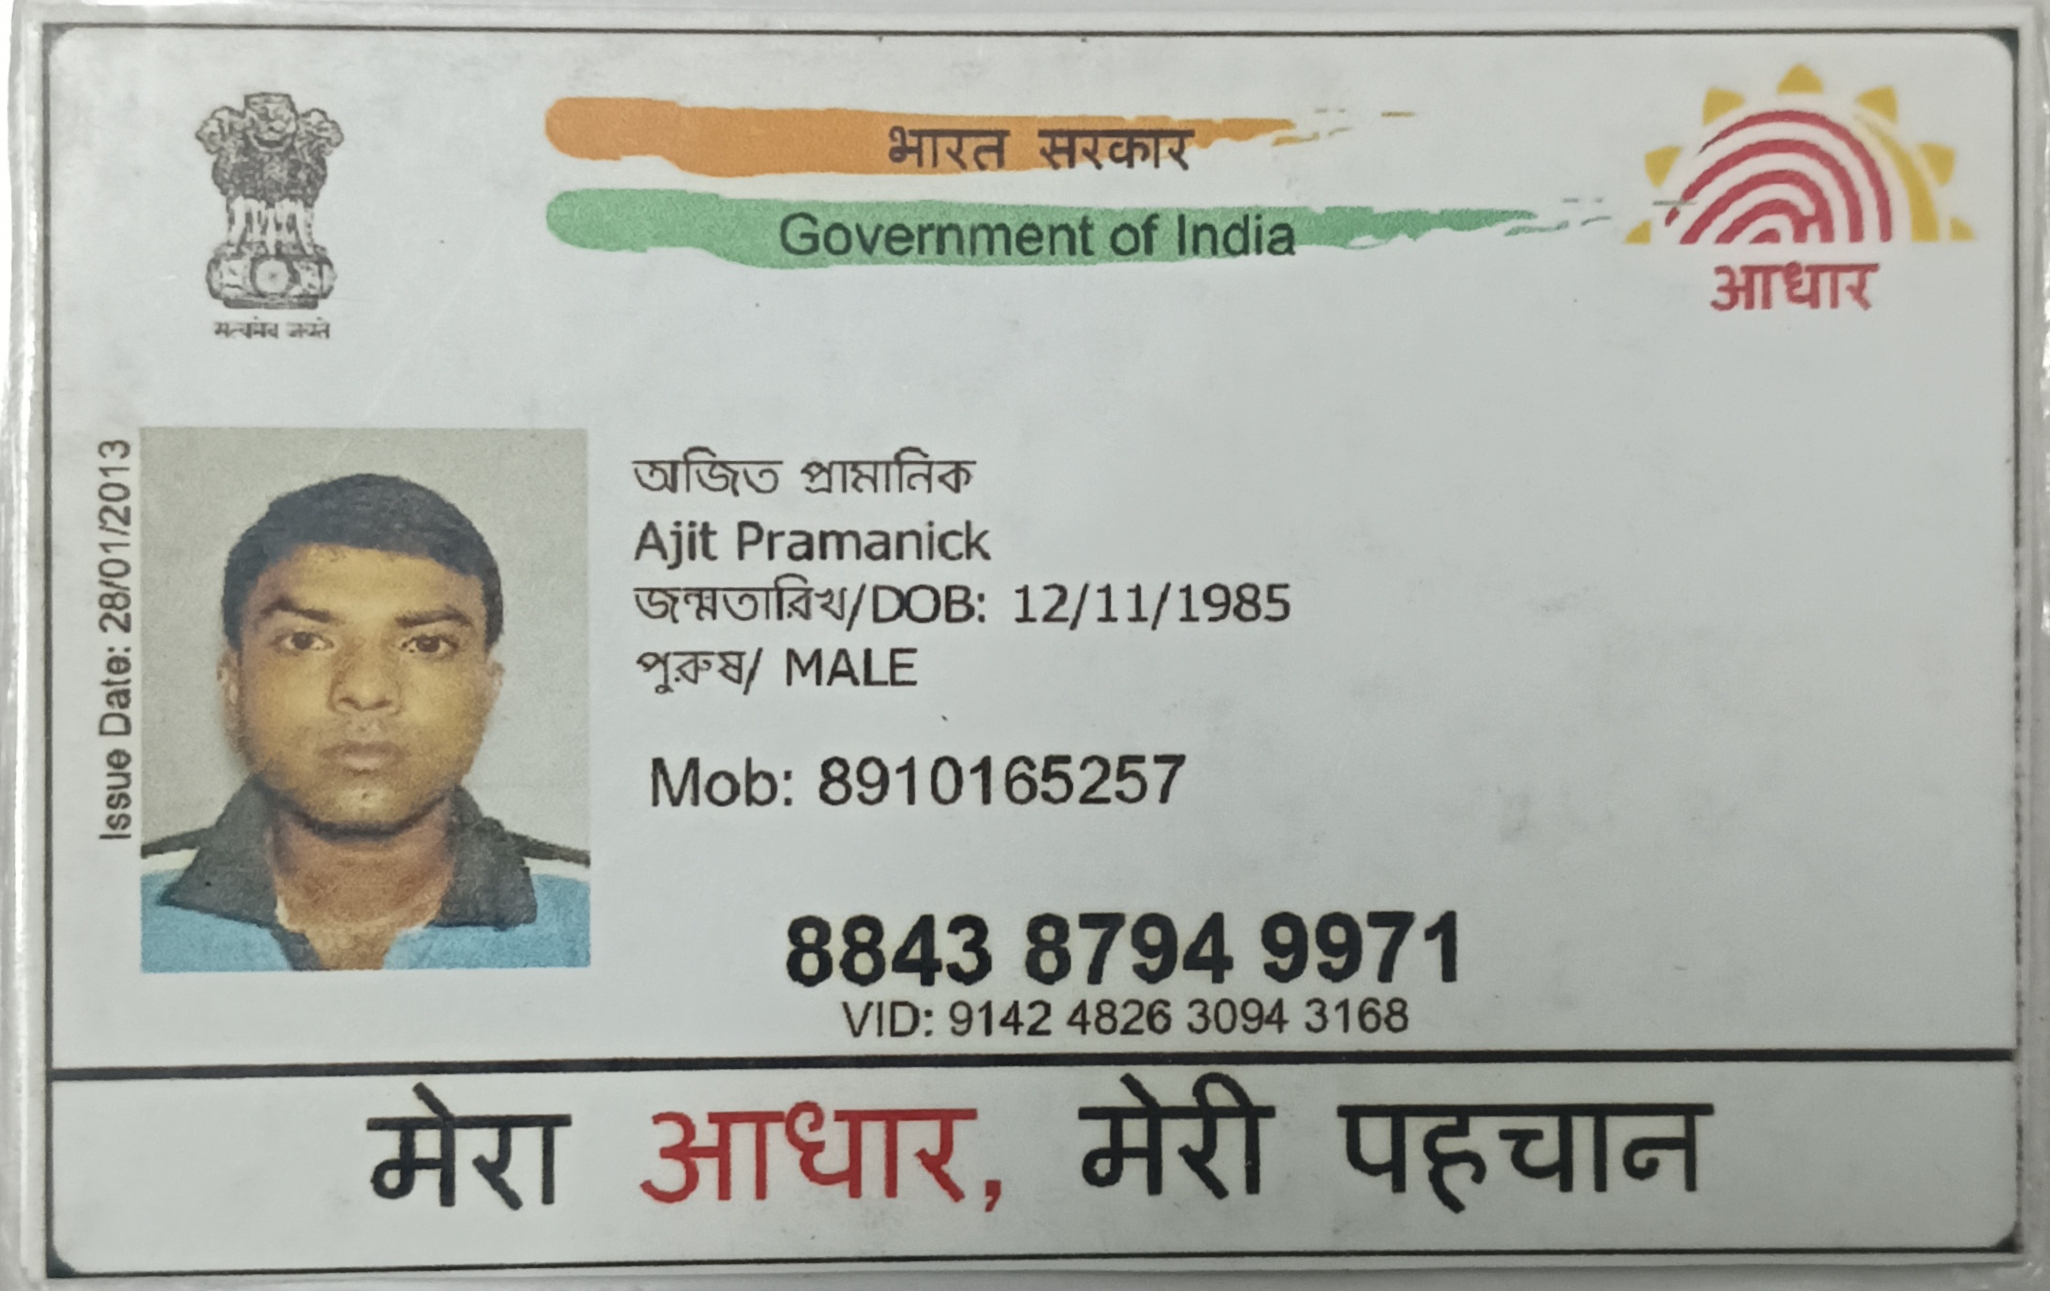 सत्यमेव जयते
भारत सरकार
Government of India
आधार
Issue Date: 28/01/2013
অজিত প্রামানিক
Ajit Pramanick
জন্মতারিখ/DOB: 12/11/1985
পুরুষ/ MALE
Mob: 8910165257
8843 8794 9971
VID: 9142 4826 3094 3168
मेरा आधार, मेरी पहचान